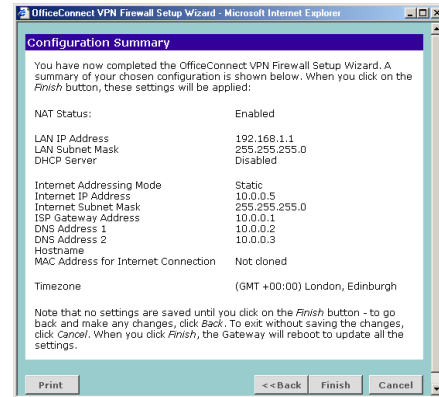 OfficeConnect VPN Firewall Setup Wizard - Microsoft Internet Explorer
Configuration Summary
You have now completed the OfficeConnect VPN Firewall Setup Wizard. A
summary of your chosen configuration is shown below. When you click on the
Finish button, these settings will be applied:
NAT Status: Enabled
LAN IP Address 192.168.1.1
LAN Subnet Mask 255.255.255.0
DHCP Server Disabled
Internet Addressing Mode Static
Internet IP Address 10.0.0.5
Internet Subnet Mask 255.255.255.0
ISP Gateway Address 10.0.0.1
DNS Address 1 10.0.0.2
DNS Address 2 10.0.0.3
Hostname
MAC Address for Internet Connection Not cloned
Timezone (GMT +00:00) London, Edinburgh
Note that no settings are saved until you click on the Finish button - to go
back and make any changes, click Back. To exit without saving the changes,
click Cancel. When you click Finish, the Gateway will reboot to update all the
settings.
Print <<Back Finish Cancel